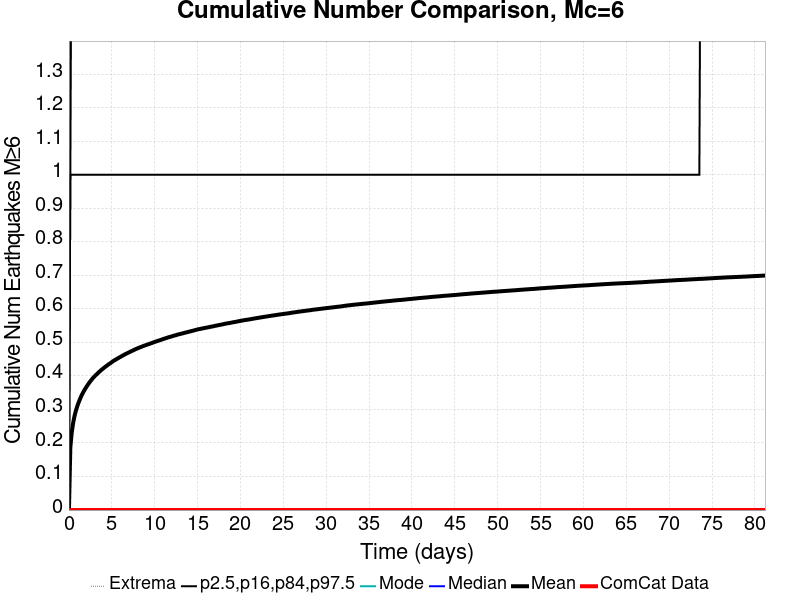 Cumulative Number Comparison, Mc=6
Cumulative Num Earthquakes M≥6
1.3
1.2
1.1
1
0.9
0.8
0.7
0.6
0.5
0.4
0.3
0.2
0.1
0
0 5 10 15 20 25 30 35 40 45 50 55 60 65 70 75 80
Time (days)
Extrema p2.5,p16,p84,p97.5 Mode Median Mean ComCat Data